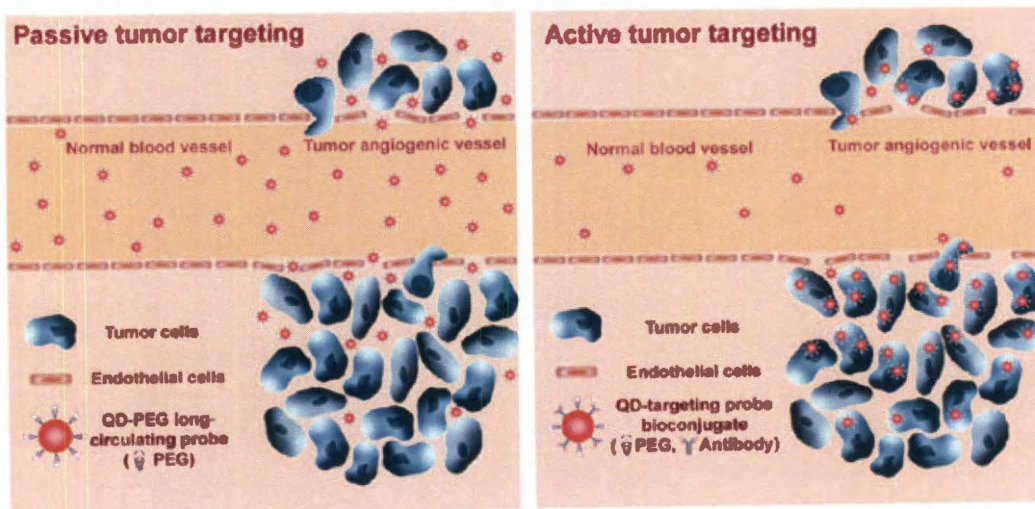 Passive tumor targeting
Normal blood vessel
Tumor angiogenic vessel
Tumor cells
Endothelial cells
QD-PEG long-
circulating probe
( PEG)
Active tumor targeting
Normal blood vessel
Tumor angiogenic vessel
Tumor cells
Endothelial cells
QD-targeting probe
bioconjugate
( PEG, Antibody)